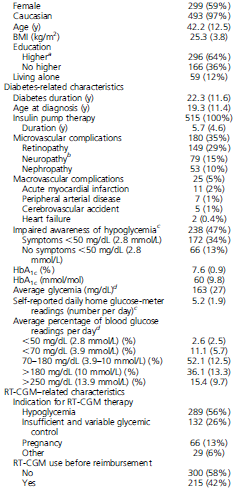 Female 299 (59%)
Caucasian 493 (97%)
Age (y) 42.2 (12.5)
BMI (kg/m²) 25.3 (3.8)
Education
Higherᵃ 296 (64%)
No higher 166 (36%)
Living alone 59 (12%)
Diabetes-related characteristics
Diabetes duration (y) 22.3 (11.6)
Age at diagnosis (y) 19.3 (11.4)
Insulin pump therapy 515 (100%)
Duration (y) 5.7 (4.6)
Microvascular complications 180 (35%)
Retinopathy 149 (29%)
Neuropathyᵇ 79 (15%)
Nephropathy 53 (10%)
Macrovascular complications 25 (5%)
Acute myocardial infarction 11 (2%)
Peripheral arterial disease 7 (1%)
Cerebrovascular accident 5 (1%)
Heart failure 2 (0.4%)
Impaired awareness of hypoglycemiaᶜ 238 (47%)
Symptoms <50 mg/dL (2.8 mmol/L) 172 (34%)
No symptoms <50 mg/dL (2.8 66 (13%)
mmol/L)
HbA₁c (%) 7.6 (0.9)
HbA₁c (mmol/mol) 60 (9.8)
Average glycemia (mg/dL)ᵈ 163 (27)
Self-reported daily home glucose-meter 5.2 (1.9)
readings (number per day)ᶜ
Average percentage of blood glucose
readings per dayᵈ
<50 mg/dL (2.8 mmol/L) (%) 2.6 (2.5)
<70 mg/dL (3.9 mmol/L) (%) 11.1 (5.7)
70–180 mg/dL (3.9–10 mmol/L) (%) 52.1 (12.5)
>180 mg/dL (10 mmol/L) (%) 36.1 (13.3)
>250 mg/dL (13.9 mmol/L) (%) 15.4 (9.7)
RT-CGM–related characteristics
Indication for RT-CGM therapy
Hypoglycemia 289 (56%)
Insufficient and variable glycemic 132 (26%)
control
Pregnancy 66 (13%)
Other 29 (6%)
RT-CGM use before reimbursement
No 300 (58%)
Yes 215 (42%)